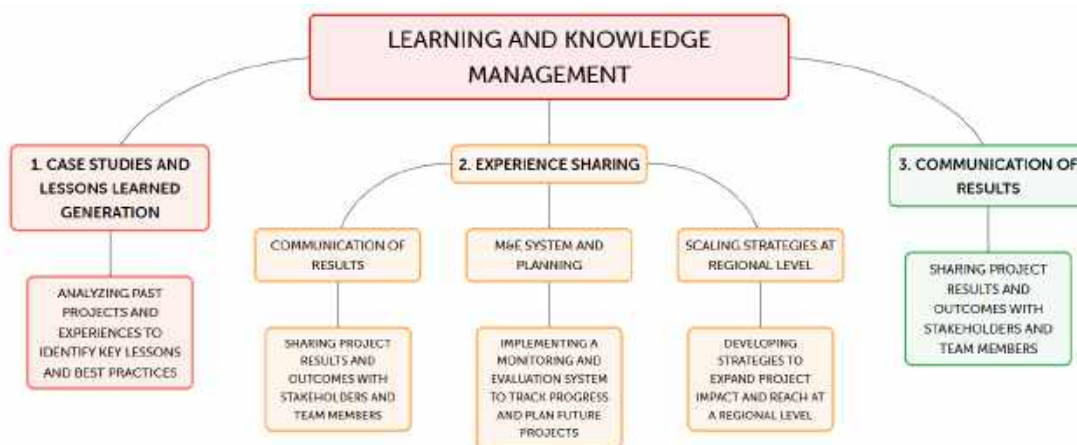 LEARNING AND KNOWLEDGE
MANAGEMENT
1. CASE STUDIES AND
LESSONS LEARNED
GENERATION
ANALYZING PAST
PROJECTS AND
EXPERIENCES TO
IDENTIFY KEY LESSONS
AND BEST PRACTICES
2. EXPERIENCE SHARING
COMMUNICATION OF
RESULTS
SHARING PROJECT
RESULTS AND
OUTCOMES WITH
STAKEHOLDERS AND
TEAM MEMBERS
M&E SYSTEM AND
PLANNING
IMPLEMENTING A
MONITORING AND
EVALUATION SYSTEM
TO TRACK PROGRESS
AND PLAN FUTURE
PROJECTS
SCALING STRATEGIES AT
REGIONAL LEVEL
DEVELOPING
STRATEGIES TO
EXPAND PROJECT
IMPACT AND REACH AT
A REGIONAL LEVEL
3. COMMUNICATION OF
RESULTS
SHARING PROJECT
RESULTS AND
OUTCOMES WITH
STAKEHOLDERS AND
TEAM MEMBERS